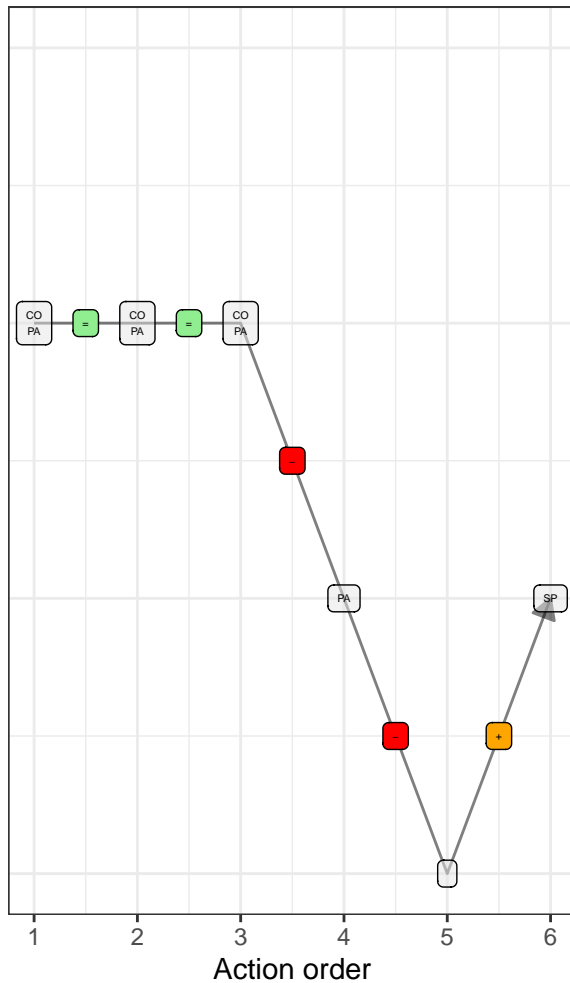 CO CO CO
PA = PA = PA
–
PA SP
–
+
1 2 3 4 5 6
Action order